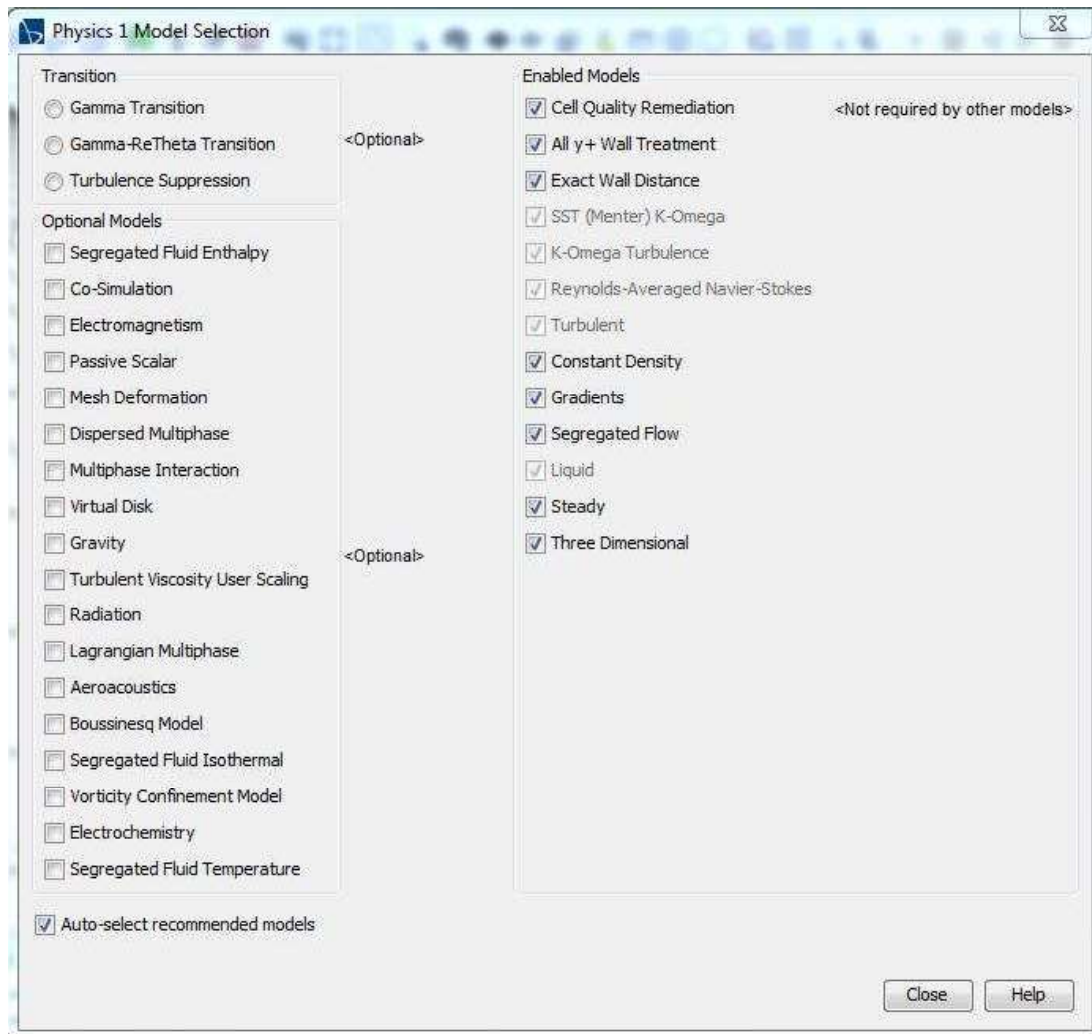 Physics 1 Model Selection
Transition
Gamma Transition
Gamma-ReTheta Transition
<Optional>
Turbulence Suppression
Optional Models
Segregated Fluid Enthalpy
Co-Simulation
Electromagnetism
Passive Scalar
Mesh Deformation
Dispersed Multiphase
Multiphase Interaction
Virtual Disk
Gravity
<Optional>
Turbulent Viscosity User Scaling
Radiation
Lagrangian Multiphase
Aeroacoustics
Boussinesq Model
Segregated Fluid Isothermal
Vorticity Confinement Model
Electrochemistry
Segregated Fluid Temperature
Enabled Models
Cell Quality Remediation <Not required by other models>
All y+ Wall Treatment
Exact Wall Distance
SST (Menter) K-Omega
K-Omega Turbulence
Reynolds-Averaged Navier-Stokes
Turbulent
Constant Density
Gradients
Segregated Flow
Liquid
Steady
Three Dimensional
Auto-select recommended models
Close Help